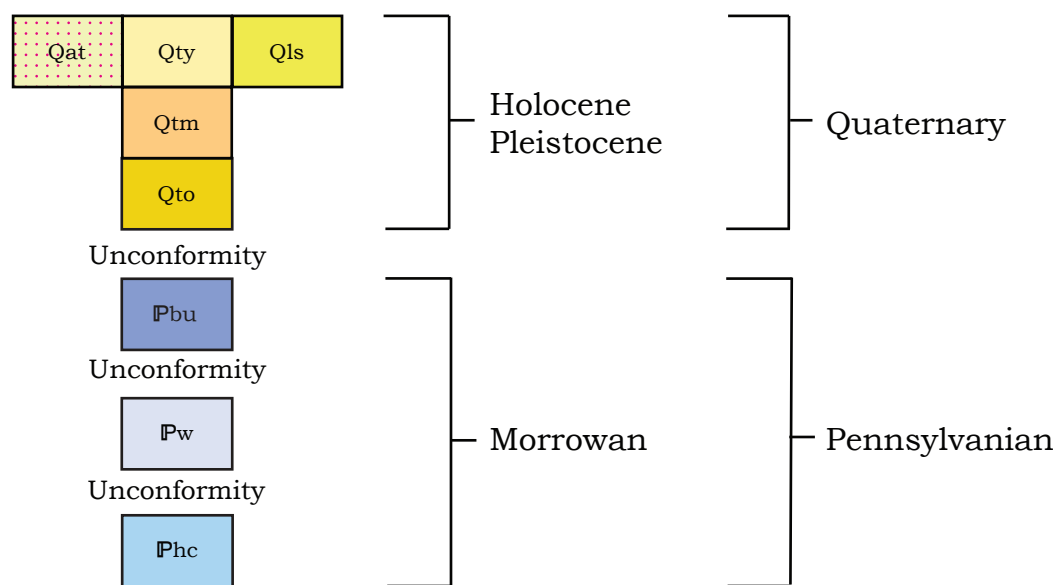 Qat Qty Qls
Qtm
Qto
Holocene
Pleistocene
Quaternary
Unconformity
ℙbu
Unconformity
ℙw
Unconformity
ℙhc
Morrowan
Pennsylvanian